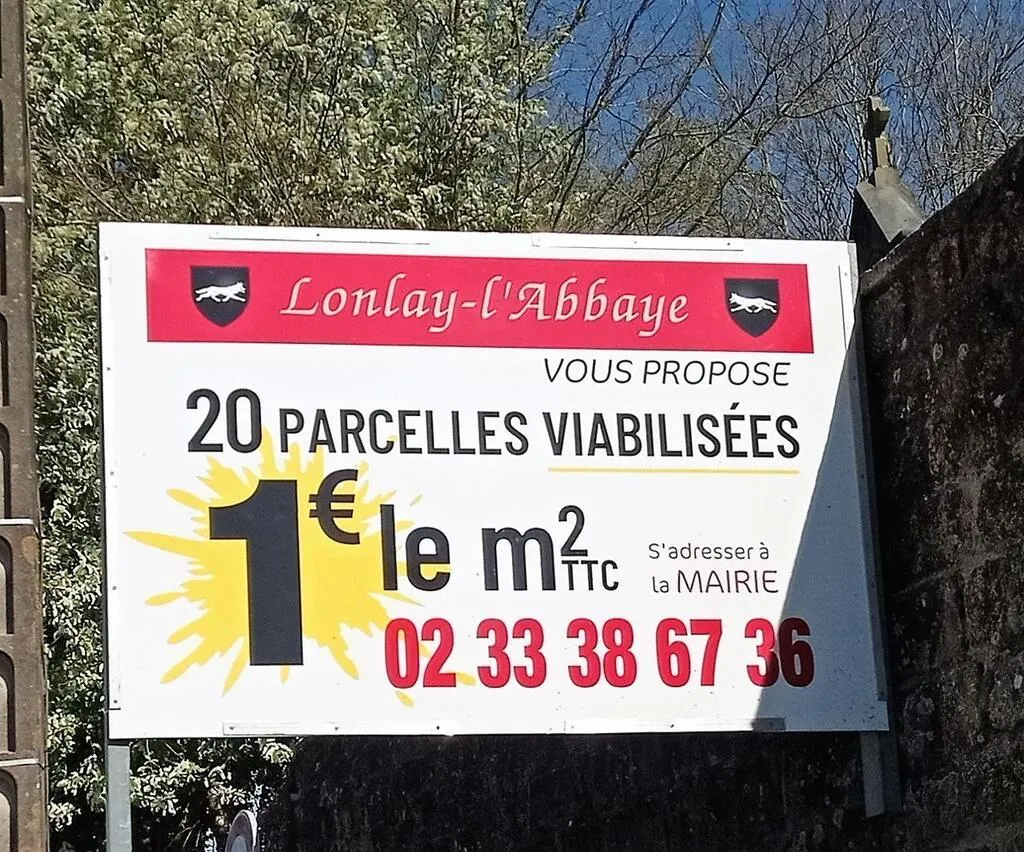 Lonlay-l'Abbaye
VOUS PROPOSE
20 PARCELLES VIABILISÉES
1€ le m2 TTC
S'adresser à
la MAIRIE
02 33 38 67 36